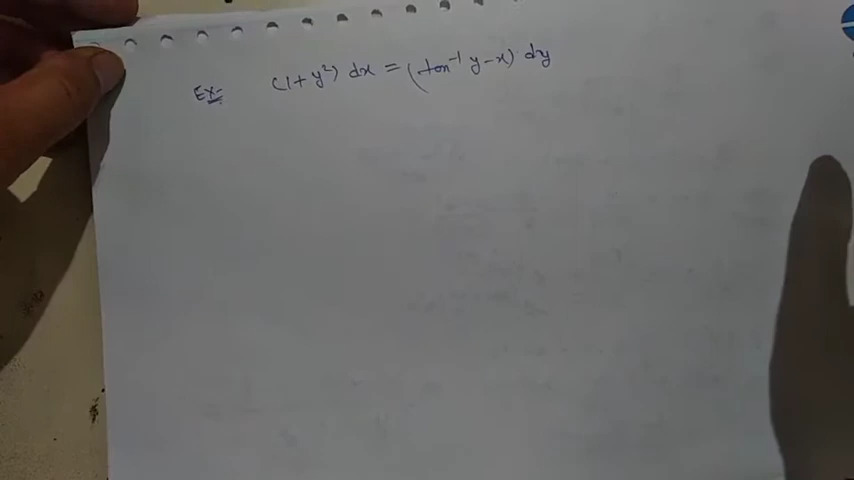 Ex:- (1+y²) dx = (tan⁻¹ y - x) dy